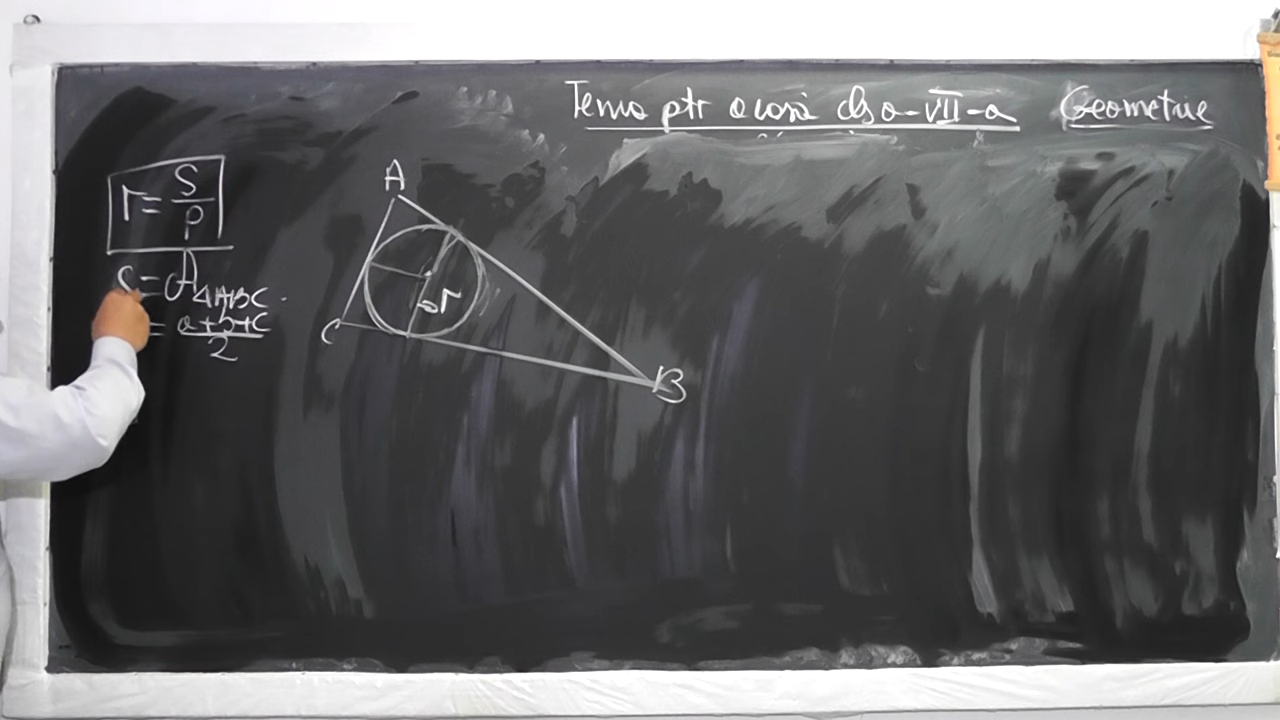 Tema ptr acasă clsa-VII-a Geometrie
r = S/p
S = A△ABC
= a+b+c/2
A
r
C
B